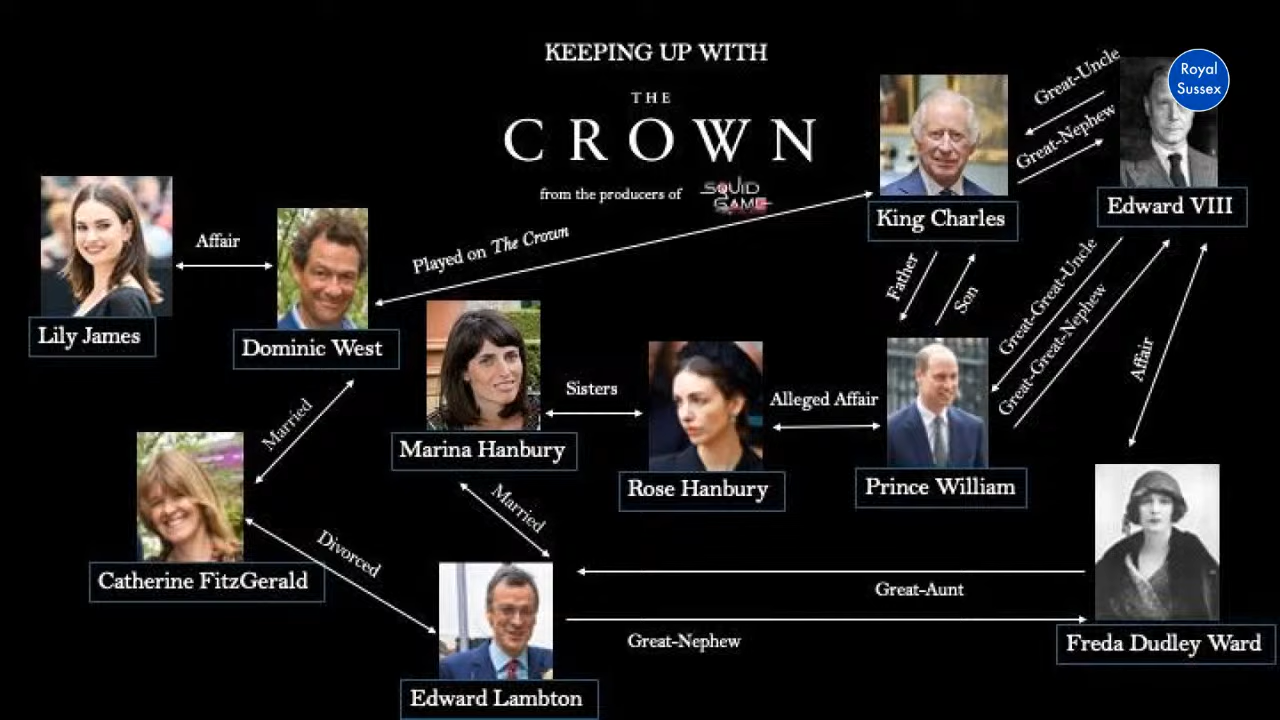 KEEPING UP WITH
THE
CROWN
from the producers of SQUID GAME
Royal
Sussex
Great-Uncle
Great-Nephew
King Charles
Edward VIII
Affair
Played on The Crown
Lily James
Dominic West
Father
Son
Great-Great-Uncle
Great-Great-Nephew
Affair
Married
Marina Hanbury
Sisters
Rose Hanbury
Alleged Affair
Prince William
Catherine FitzGerald
Divorced
Married
Great-Aunt
Great-Nephew
Freda Dudley Ward
Edward Lambton